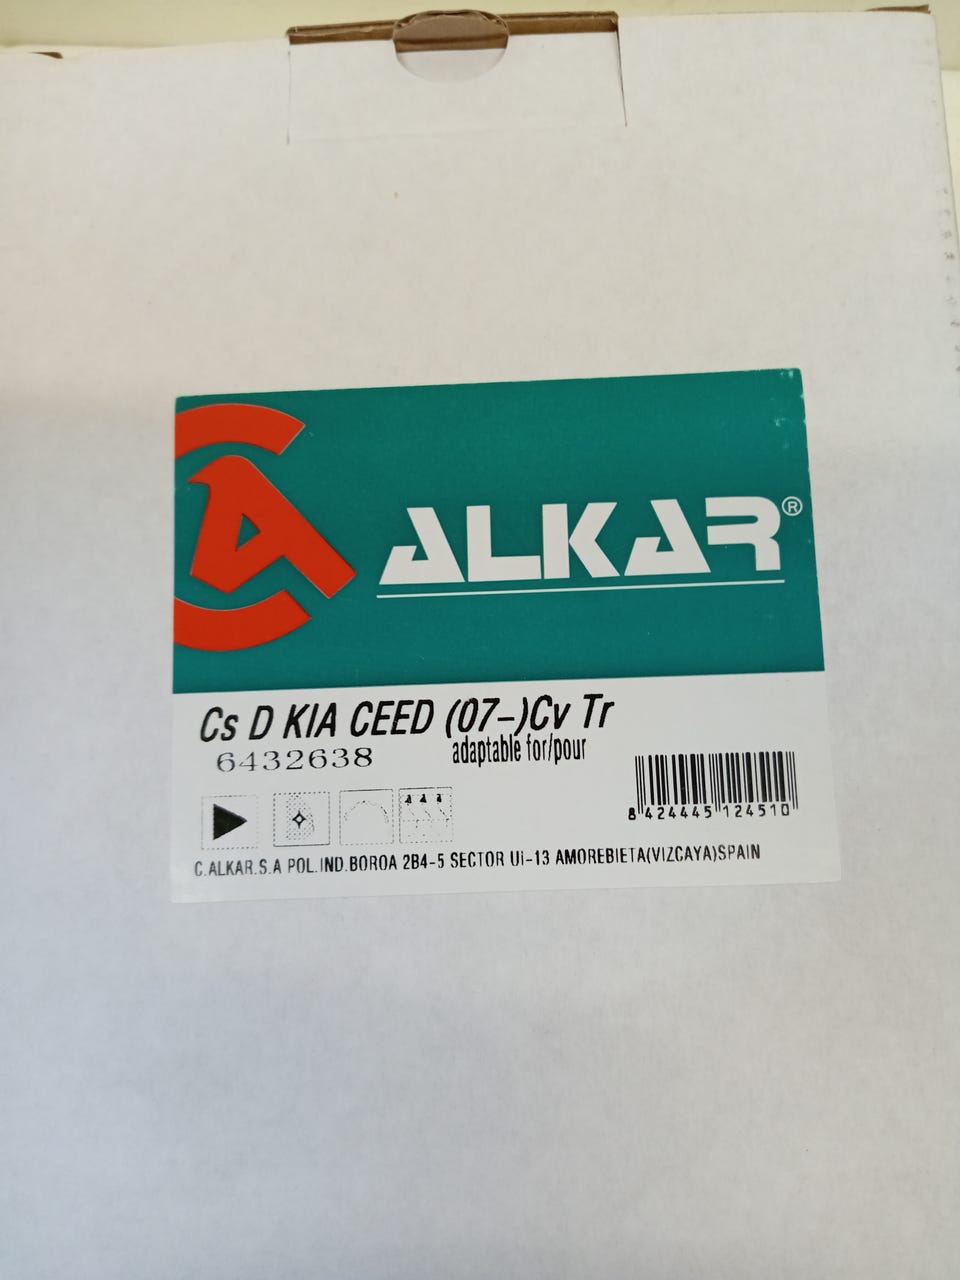 ALKAR®
Cs D KIA CEED (07-)Cv Tr
6432638
adaptable for/pour
8 424445 124510
C.ALKAR.S.A POL.IND.BOROA 2B4-5 SECTOR Ui-13 AMOREBIETA(VIZCAYA)SPAIN